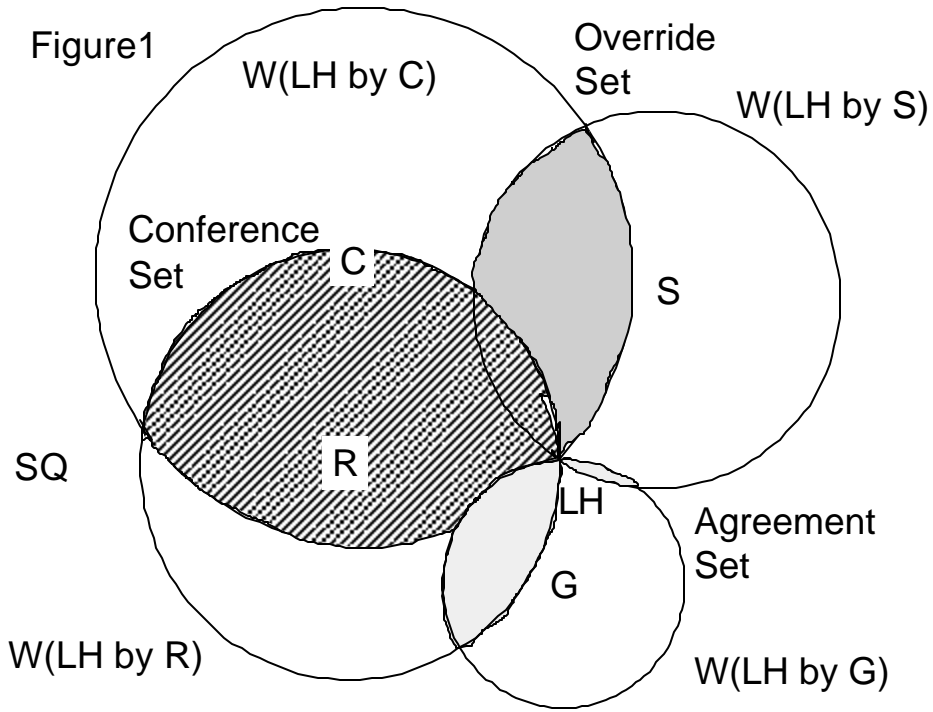 Figure1
Override
Set
W(LH by C)
W(LH by S)
Conference
Set
C
S
SQ
R
LH
Agreement
Set
G
W(LH by R)
W(LH by G)